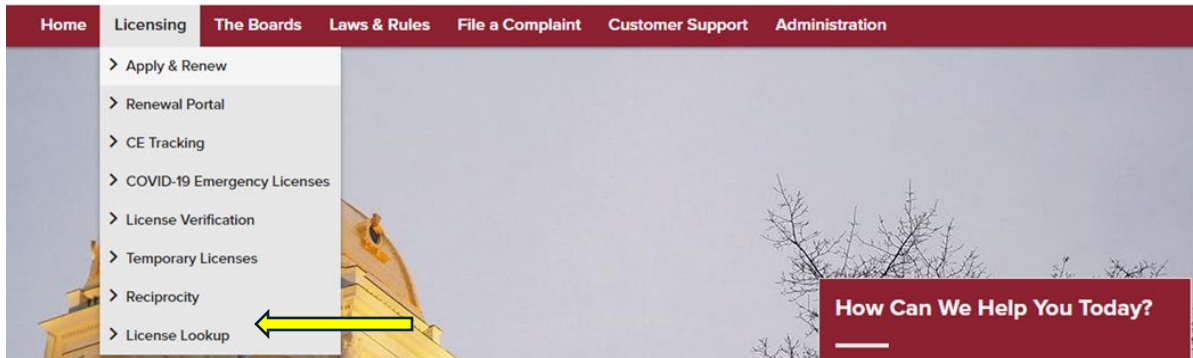 Home Licensing The Boards Laws & Rules File a Complaint Customer Support Administration
> Apply & Renew
> Renewal Portal
> CE Tracking
> COVID-19 Emergency Licenses
> License Verification
> Temporary Licenses
> Reciprocity
> License Lookup
How Can We Help You Today?